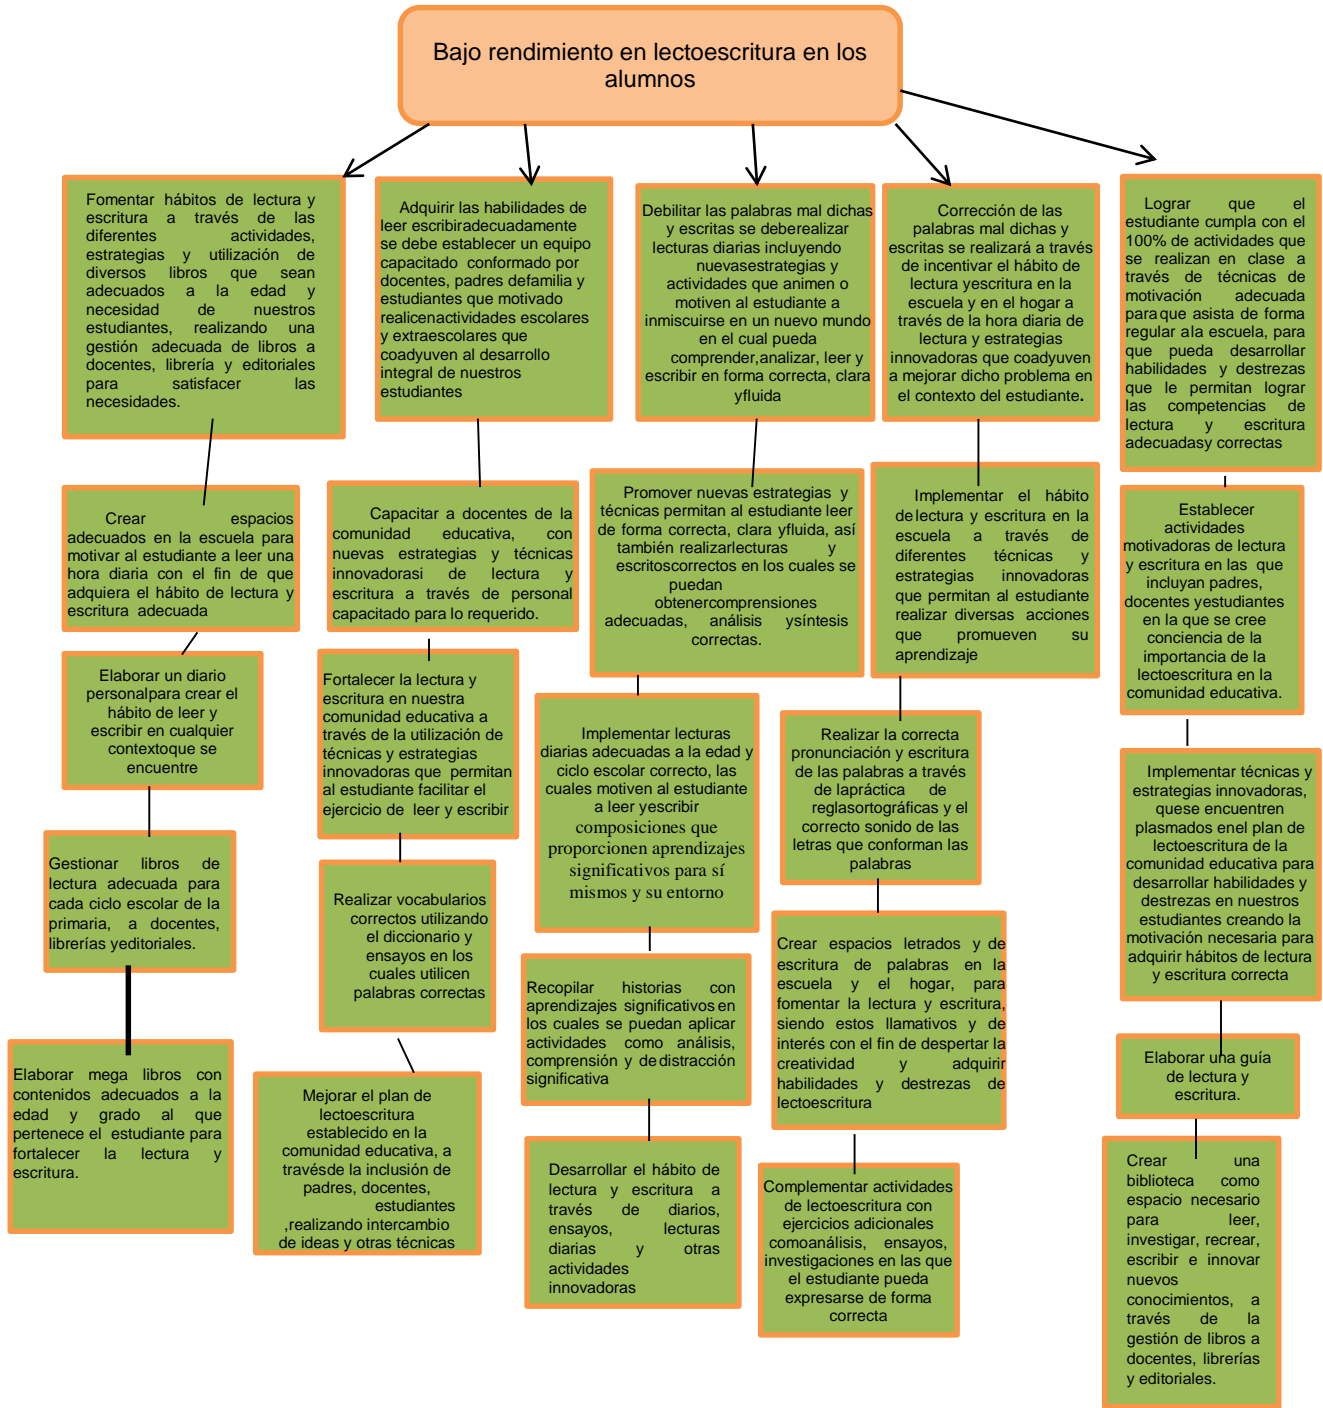 Bajo rendimiento en lectoescritura en los
alumnos
Fomentar hábitos de lectura y
escritura a través de las
diferentes actividades,
estrategias y utilización de
diversos libros que sean
adecuados a la edad y
necesidad de nuestros
estudiantes, realizando una
gestión adecuada de libros a
docentes, librería y editoriales
para satisfacer las
necesidades.
Crear espacios
adecuados en la escuela para
motivar al estudiante a leer una
hora diaria con el fin de que
adquiera el hábito de lectura y
escritura adecuada
Elaborar un diario
personalpara crear el
hábito de leer y
escribir en cualquier
contextoque se
encuentre
Gestionar libros de
lectura adecuada para
cada ciclo escolar de la
primaria, a docentes,
librerías yeditoriales.
Elaborar mega libros con
contenidos adecuados a la
edad y grado al que
pertenece el estudiante para
fortalecer la lectura y
escritura.
Adquirir las habilidades de
leer escribiradecuadamente
se debe establecer un equipo
capacitado conformado por
docentes, padres defamilia y
estudiantes que motivado
realicenactividades escolares
y extraescolares que
coadyuven al desarrollo
integral de nuestros
estudiantes
Capacitar a docentes de la
comunidad educativa, con
nuevas estrategias y técnicas
innovadorasi de lectura y
escritura a través de personal
capacitado para lo requerido.
Fortalecer la lectura y
escritura en nuestra
comunidad educativa a
través de la utilización de
técnicas y estrategias
innovadoras que permitan
al estudiante facilitar el
ejercicio de leer y escribir
Realizar vocabularios
correctos utilizando
el diccionario y
ensayos en los
cuales utilicen
palabras correctas
Mejorar el plan de
lectoescritura
establecido en la
comunidad educativa, a
travésde la inclusión de
padres, docentes,
estudiantes
,realizando intercambio
de ideas y otras técnicas
Debilitar las palabras mal dichas
y escritas se deberealizar
lecturas diarias incluyendo
nuevasestrategias y
actividades que animen o
motiven al estudiante a
inmiscuirse en un nuevo mundo
en el cual pueda
comprender,analizar, leer y
escribir en forma correcta, clara
yfluida
Promover nuevas estrategias y
técnicas permitan al estudiante leer
de forma correcta, clara yfluida, así
también realizarlecturas y
escritoscorrectos en los cuales se
puedan
obtenercomprensiones
adecuadas, análisis ysíntesis
correctas.
Implementar lecturas
diarias adecuadas a la edad y
ciclo escolar correcto, las
cuales motiven al estudiante
a leer yescribir
composiciones que
proporcionen aprendizajes
significativos para sí
mismos y su entorno
Recopilar historias con
aprendizajes significativos en
los cuales se puedan aplicar
actividades como análisis,
comprensión y de distracción
significativa
Desarrollar el hábito de
lectura y escritura a
través de diarios,
ensayos, lecturas
diarias y otras
actividades
innovadoras
Corrección de las
palabras mal dichas y
escritas se realizará a través
de incentivar el hábito de
lectura yescritura en la
escuela y en el hogar a
través de la hora diaria de
lectura y estrategias
innovadoras que coadyuven
a mejorar dicho problema en
el contexto del estudiante.
Implementar el hábito
delectura y escritura en la
escuela a través de
diferentes técnicas y
estrategias innovadoras
que permitan al estudiante
realizar diversas acciones
que promueven su
aprendizaje
Realizar la correcta
pronunciación y escritura
de las palabras a través
de lapráctica de
reglasortográficas y el
correcto sonido de las
letras que conforman las
palabras
Crear espacios letrados y de
escritura de palabras en la
escuela y el hogar, para
fomentar la lectura y escritura,
siendo estos llamativos y de
interés con el fin de despertar la
creatividad y adquirir
habilidades y destrezas de
lectoescritura
Complementar actividades
de lectoescritura con
ejercicios adicionales
comoanálisis, ensayos,
investigaciones en las que
el estudiante pueda
expresarse de forma
correcta
Lograr que el
estudiante cumpla con el
100% de actividades que
se realizan en clase a
través de técnicas de
motivación adecuada
para que asista de forma
regular ala escuela, para
que pueda desarrollar
habilidades y destrezas
que le permitan lograr
las competencias de
lectura y escritura
adecuadasy correctas
Establecer
actividades
motivadoras de lectura
y escritura en las que
incluyan padres,
docentes yestudiantes
en la que se cree
conciencia de la
importancia de la
lectoescritura en la
comunidad educativa.
Implementar técnicas y
estrategias innovadoras,
quese encuentren
plasmados enel plan de
lectoescritura de la
comunidad educativa para
desarrollar habilidades y
destrezas en nuestros
estudiantes creando la
motivación necesaria para
adquirir hábitos de lectura
y escritura correcta
Elaborar una guía
de lectura y
escritura.
Crear una
biblioteca como
espacio necesario
para leer,
investigar, recrear,
escribir e innovar
nuevos
conocimientos, a
través de la
gestión de libros a
docentes, librerías
y editoriales.